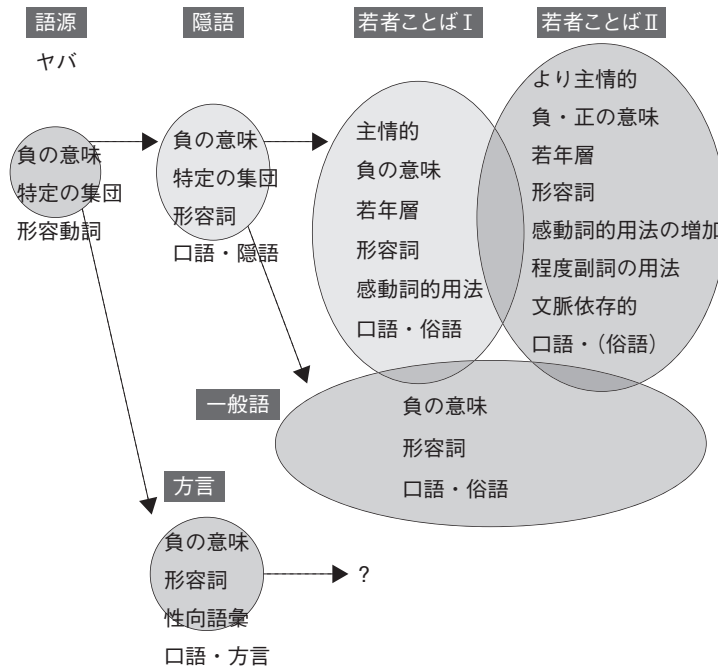 語源
ヤバ
負の意味
特定の集団
形容動詞
隠語
負の意味
特定の集団
形容詞
口語・隠語
若者ことばⅠ
主情的
負の意味
若年層
形容詞
感動詞的用法
口語・俗語
若者ことばⅡ
より主情的
負・正の意味
若年層
形容詞
感動詞的用法の増加
程度副詞の用法
文脈依存的
口語・(俗語)
一般語
負の意味
形容詞
口語・俗語
方言
負の意味
形容詞
性向語彙
口語・方言
?